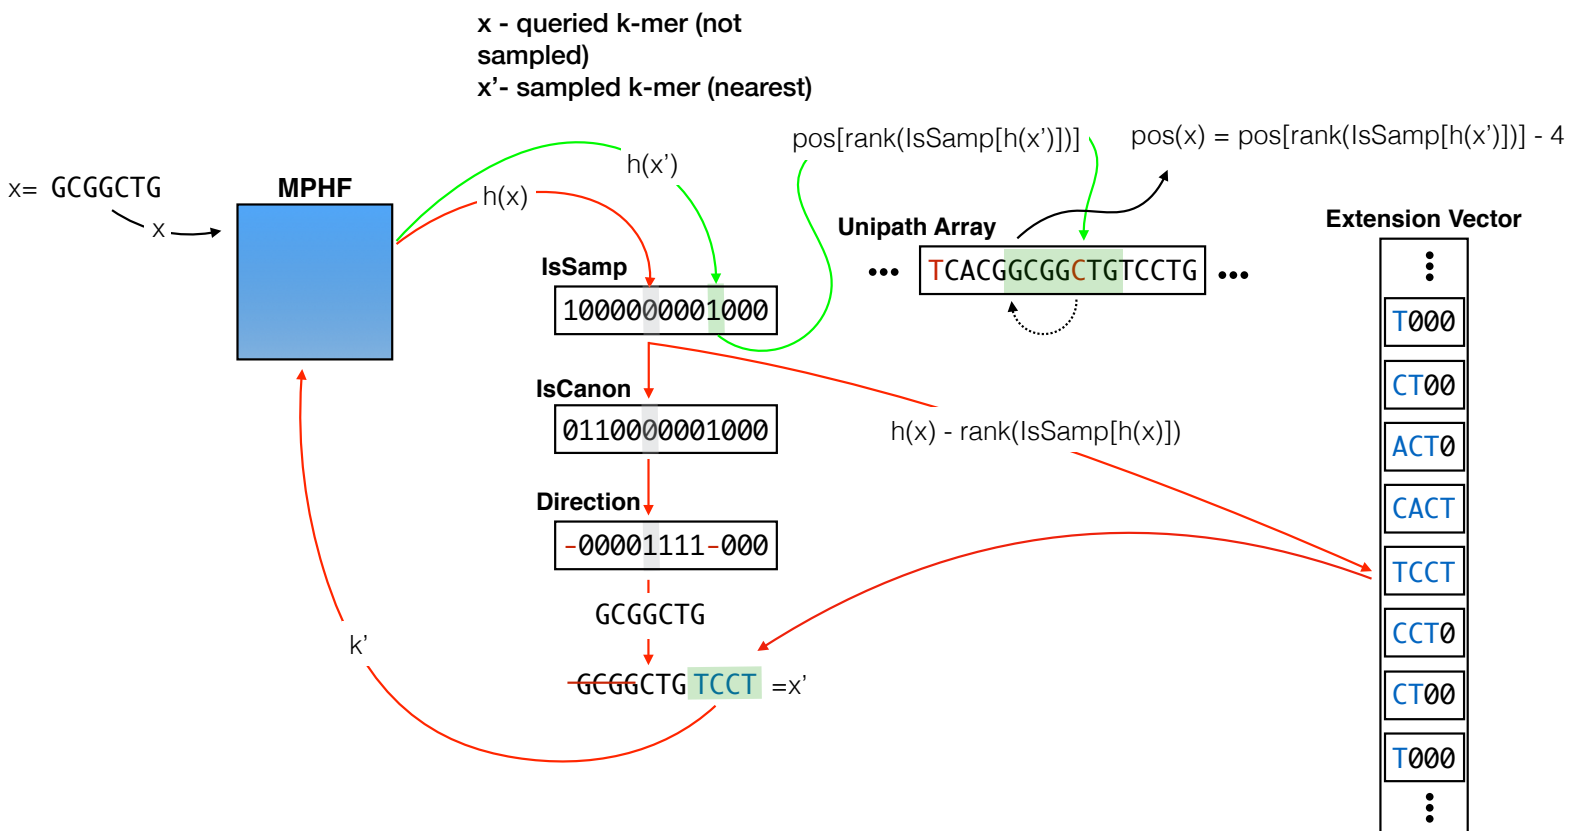 x - queried k-mer (not
sampled)
x’- sampled k-mer (nearest)
pos[rank(IsSamp[h(x’)])]
pos(x) = pos[rank(IsSamp[h(x’)])] - 4
h(x’)
x= GCGGCTG
MPHF
h(x)
x
Unipath Array
Extension Vector
IsSamp
••• TCACGGCGGCTGTCCTG •••
1000000001000
T000
IsCanon
CT00
0110000001000
h(x) - rank(IsSamp[h(x)])
ACT0
Direction
CACT
-00001111-000
TCCT
GCGGCTG
CCT0
k’
GCGGCTGTCCT =x’
CT00
T000